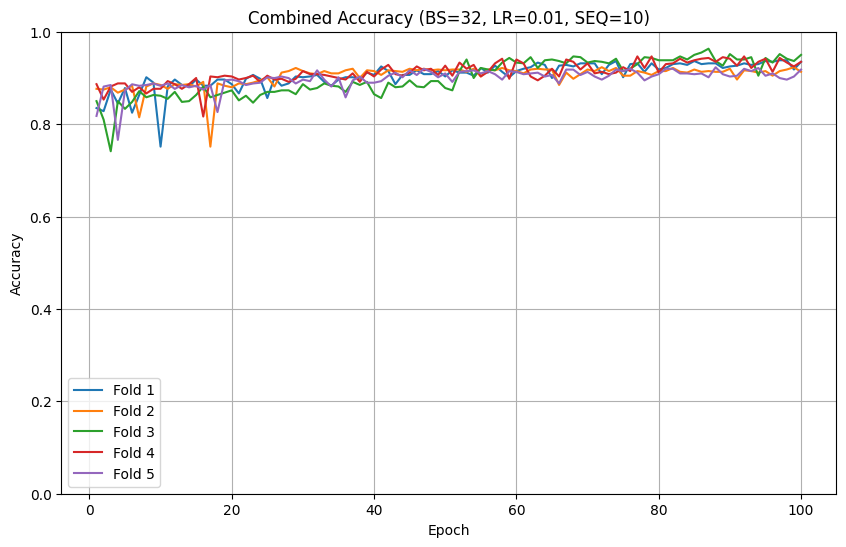 Combined Accuracy (BS=32, LR=0.01, SEQ=10)
Accuracy
1.0
0.8
0.6
0.4
0.2
0.0
Fold 1
Fold 2
Fold 3
Fold 4
Fold 5
0 20 40 60 80 100
Epoch